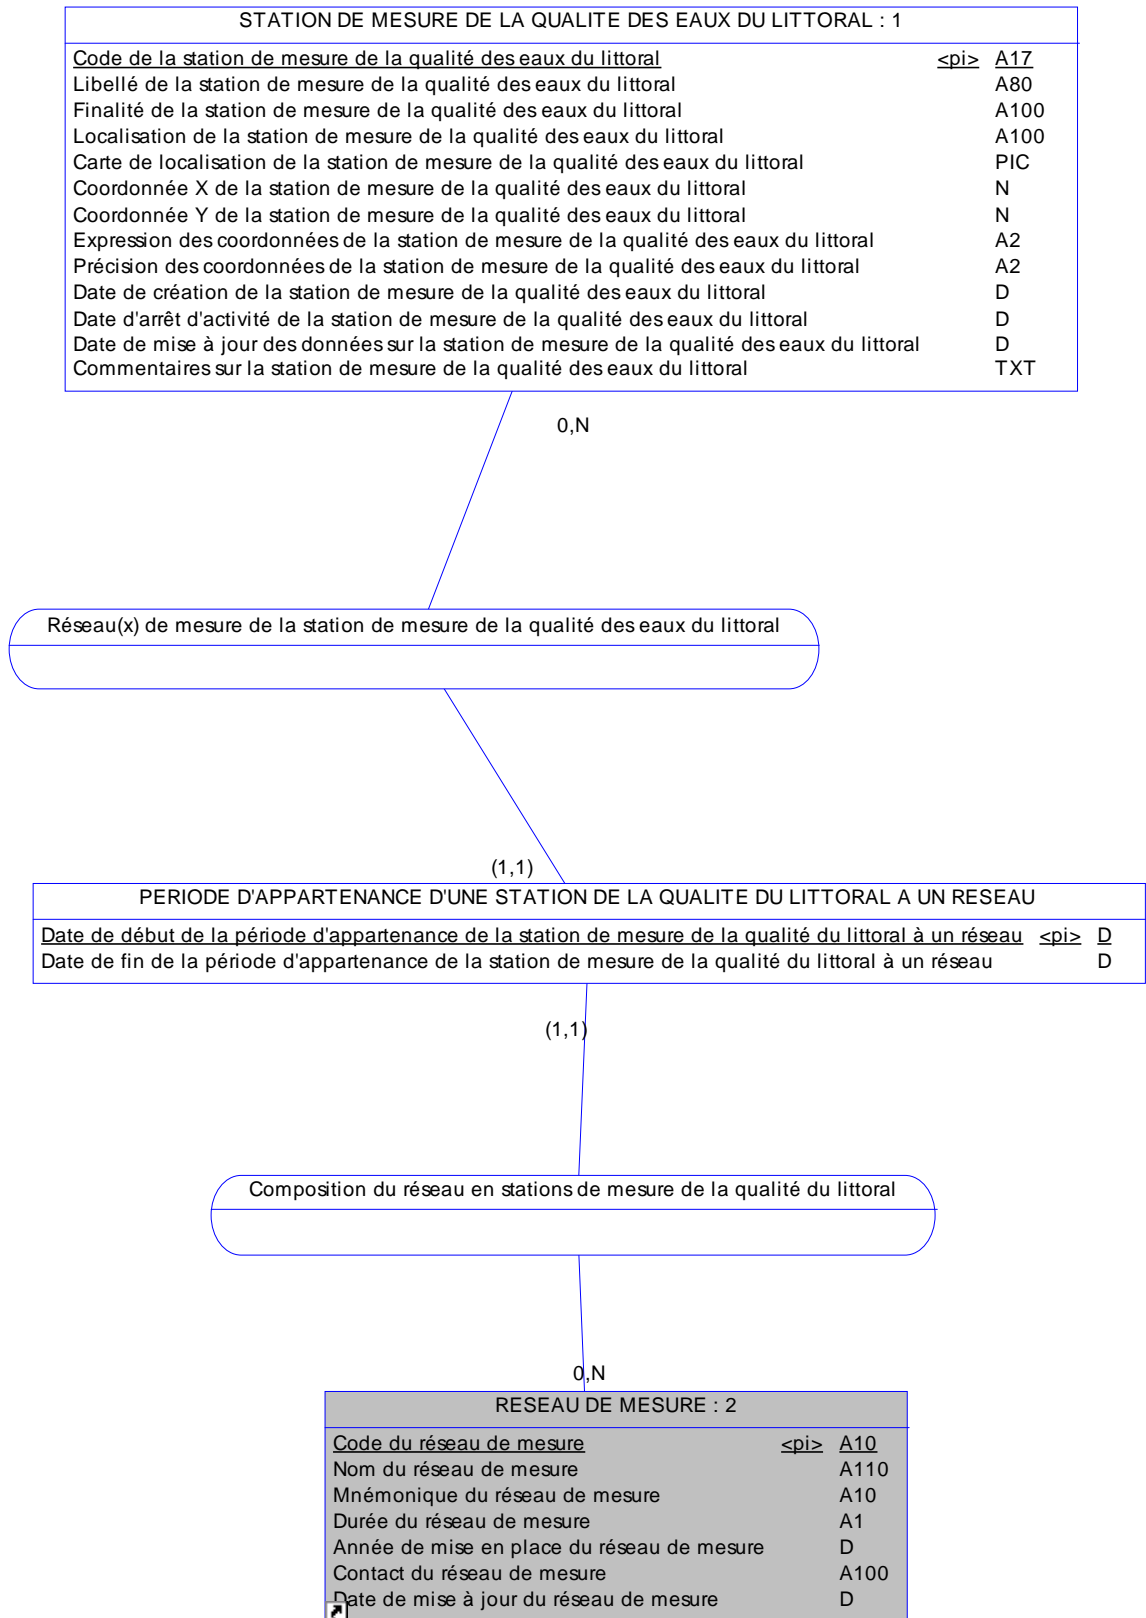 STATION DE MESURE DE LA QUALITE DES EAUX DU LITTORAL : 1
Code de la station de mesure de la qualité des eaux du littoral <pi> A17
Libellé de la station de mesure de la qualité des eaux du littoral A80
Finalité de la station de mesure de la qualité des eaux du littoral A100
Localisation de la station de mesure de la qualité des eaux du littoral A100
Carte de localisation de la station de mesure de la qualité des eaux du littoral PIC
Coordonnée X de la station de mesure de la qualité des eaux du littoral N
Coordonnée Y de la station de mesure de la qualité des eaux du littoral N
Expression des coordonnées de la station de mesure de la qualité des eaux du littoral A2
Précision des coordonnées de la station de mesure de la qualité des eaux du littoral A2
Date de création de la station de mesure de la qualité des eaux du littoral D
Date d'arrêt d'activité de la station de mesure de la qualité des eaux du littoral D
Date de mise à jour des données sur la station de mesure de la qualité des eaux du littoral D
Commentaires sur la station de mesure de la qualité des eaux du littoral TXT
0,N
Réseau(x) de mesure de la station de mesure de la qualité des eaux du littoral
(1,1)
PERIODE D'APPARTENANCE D'UNE STATION DE LA QUALITE DU LITTORAL A UN RESEAU
Date de début de la période d'appartenance de la station de mesure de la qualité du littoral à un réseau <pi> D
Date de fin de la période d'appartenance de la station de mesure de la qualité du littoral à un réseau D
(1,1)
Composition du réseau en stations de mesure de la qualité du littoral
0,N
RESEAU DE MESURE : 2
Code du réseau de mesure <pi> A10
Nom du réseau de mesure A110
Mnémonique du réseau de mesure A10
Durée du réseau de mesure A1
Année de mise en place du réseau de mesure D
Contact du réseau de mesure A100
Date de mise à jour du réseau de mesure D